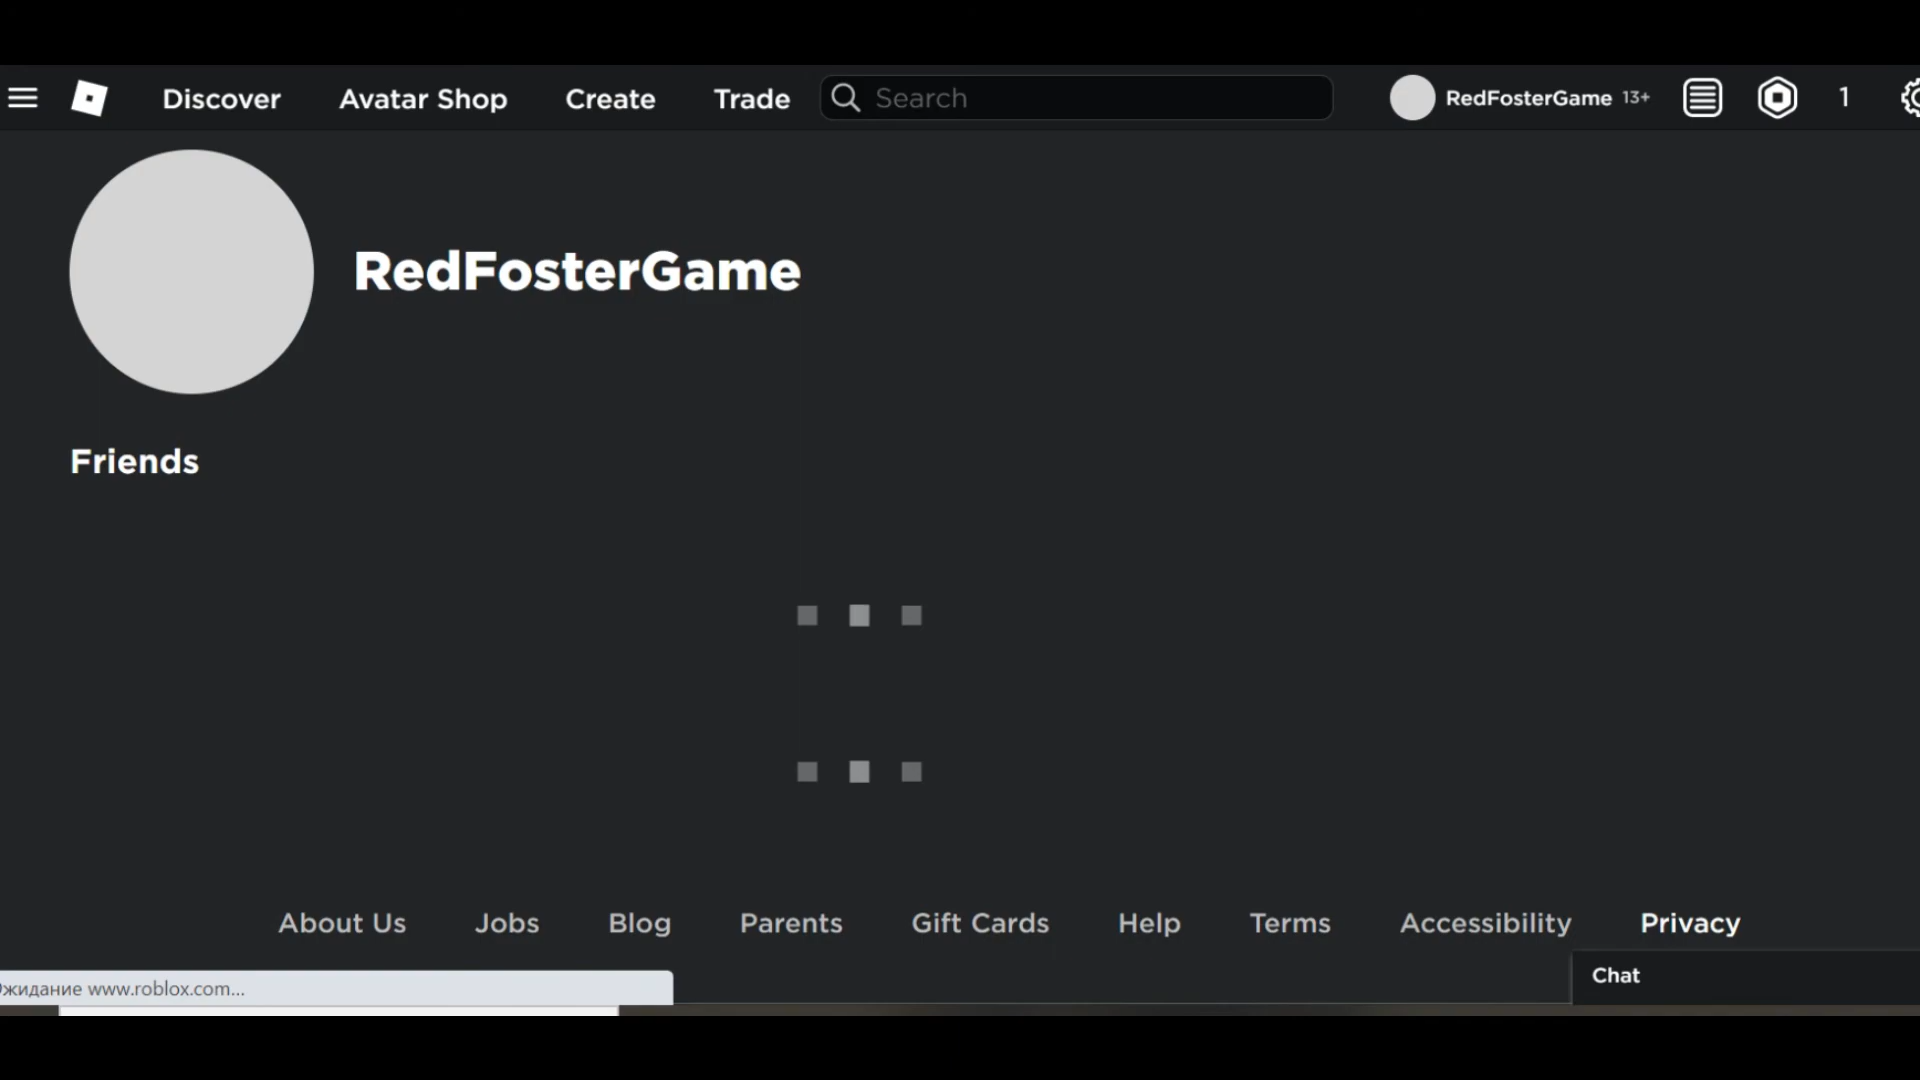 Discover Avatar Shop Create Trade Search RedFosterGame 13+ 1
RedFosterGame
Friends
About Us Jobs Blog Parents Gift Cards Help Terms Accessibility Privacy
Chat
Ожидание www.roblox.com...